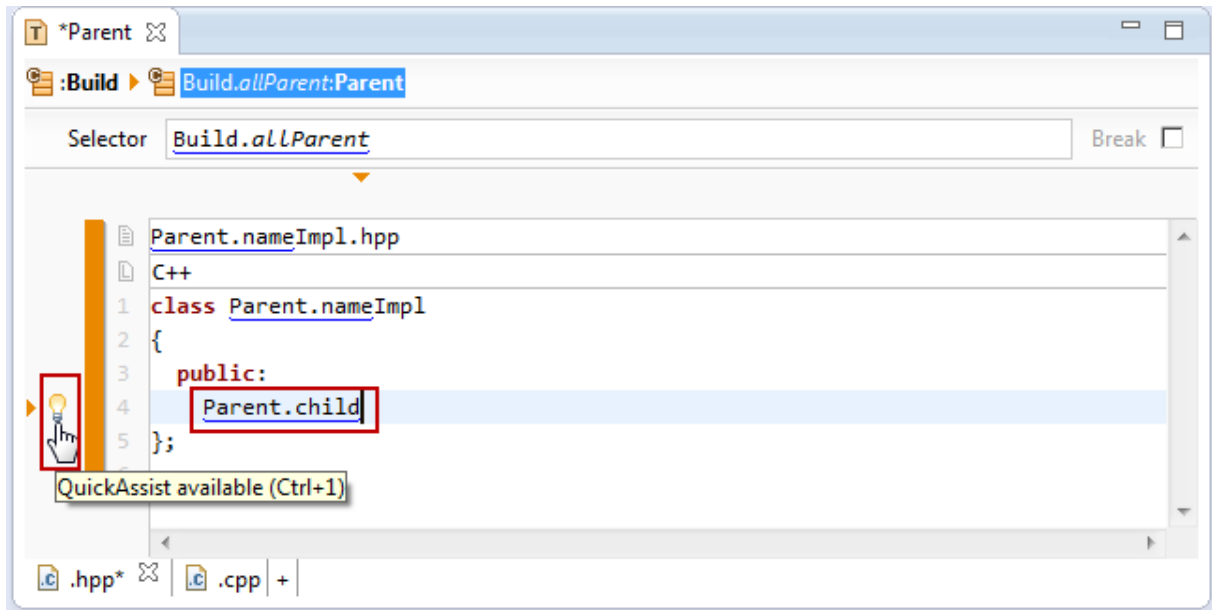 *Parent
:Build Build.allParent:Parent
Selector Build.allParent Break
Parent.nameImpl.hpp
C++
1 class Parent.nameImpl
2 {
3 public:
4 Parent.child
5 };
QuickAssist available (Ctrl+1)
.hpp* .cpp +